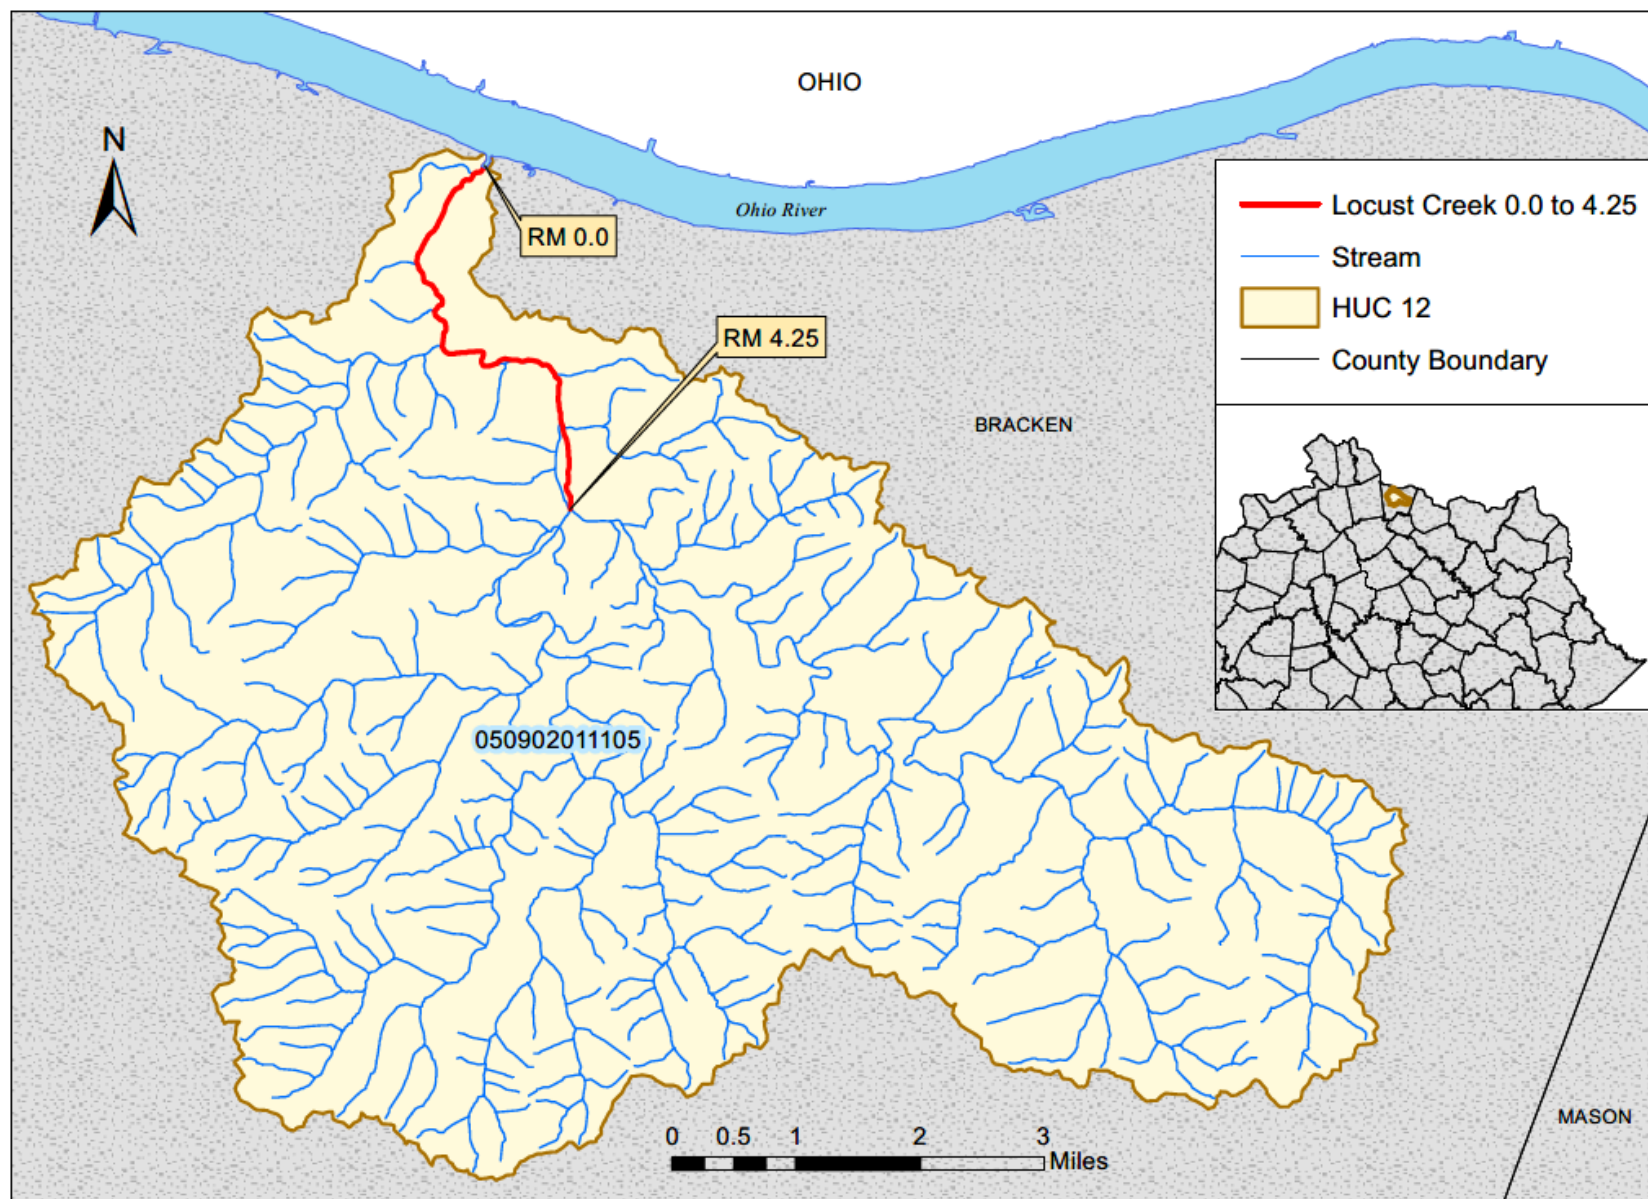 OHIO
N
Ohio River
RM 0.0
RM 4.25
Locust Creek 0.0 to 4.25
Stream
HUC 12
County Boundary
BRACKEN
050902011105
MASON
0 0.5 1 2 3
Miles